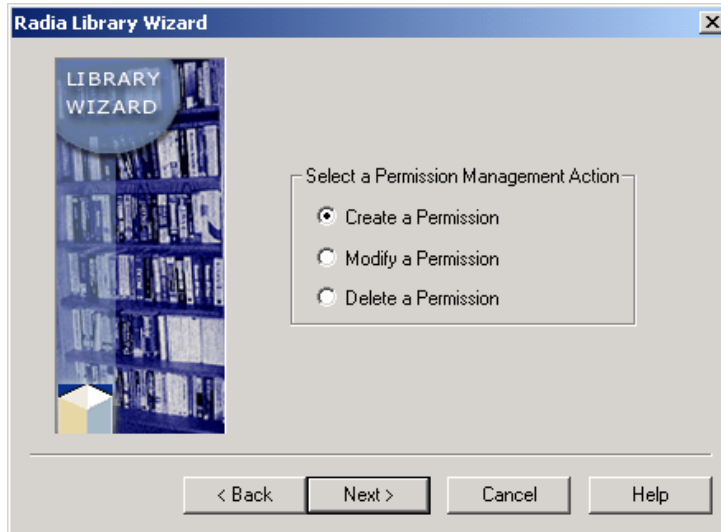 Radia Library Wizard
LIBRARY
WIZARD
Select a Permission Management Action
Create a Permission
Modify a Permission
Delete a Permission
< Back
Next >
Cancel
Help